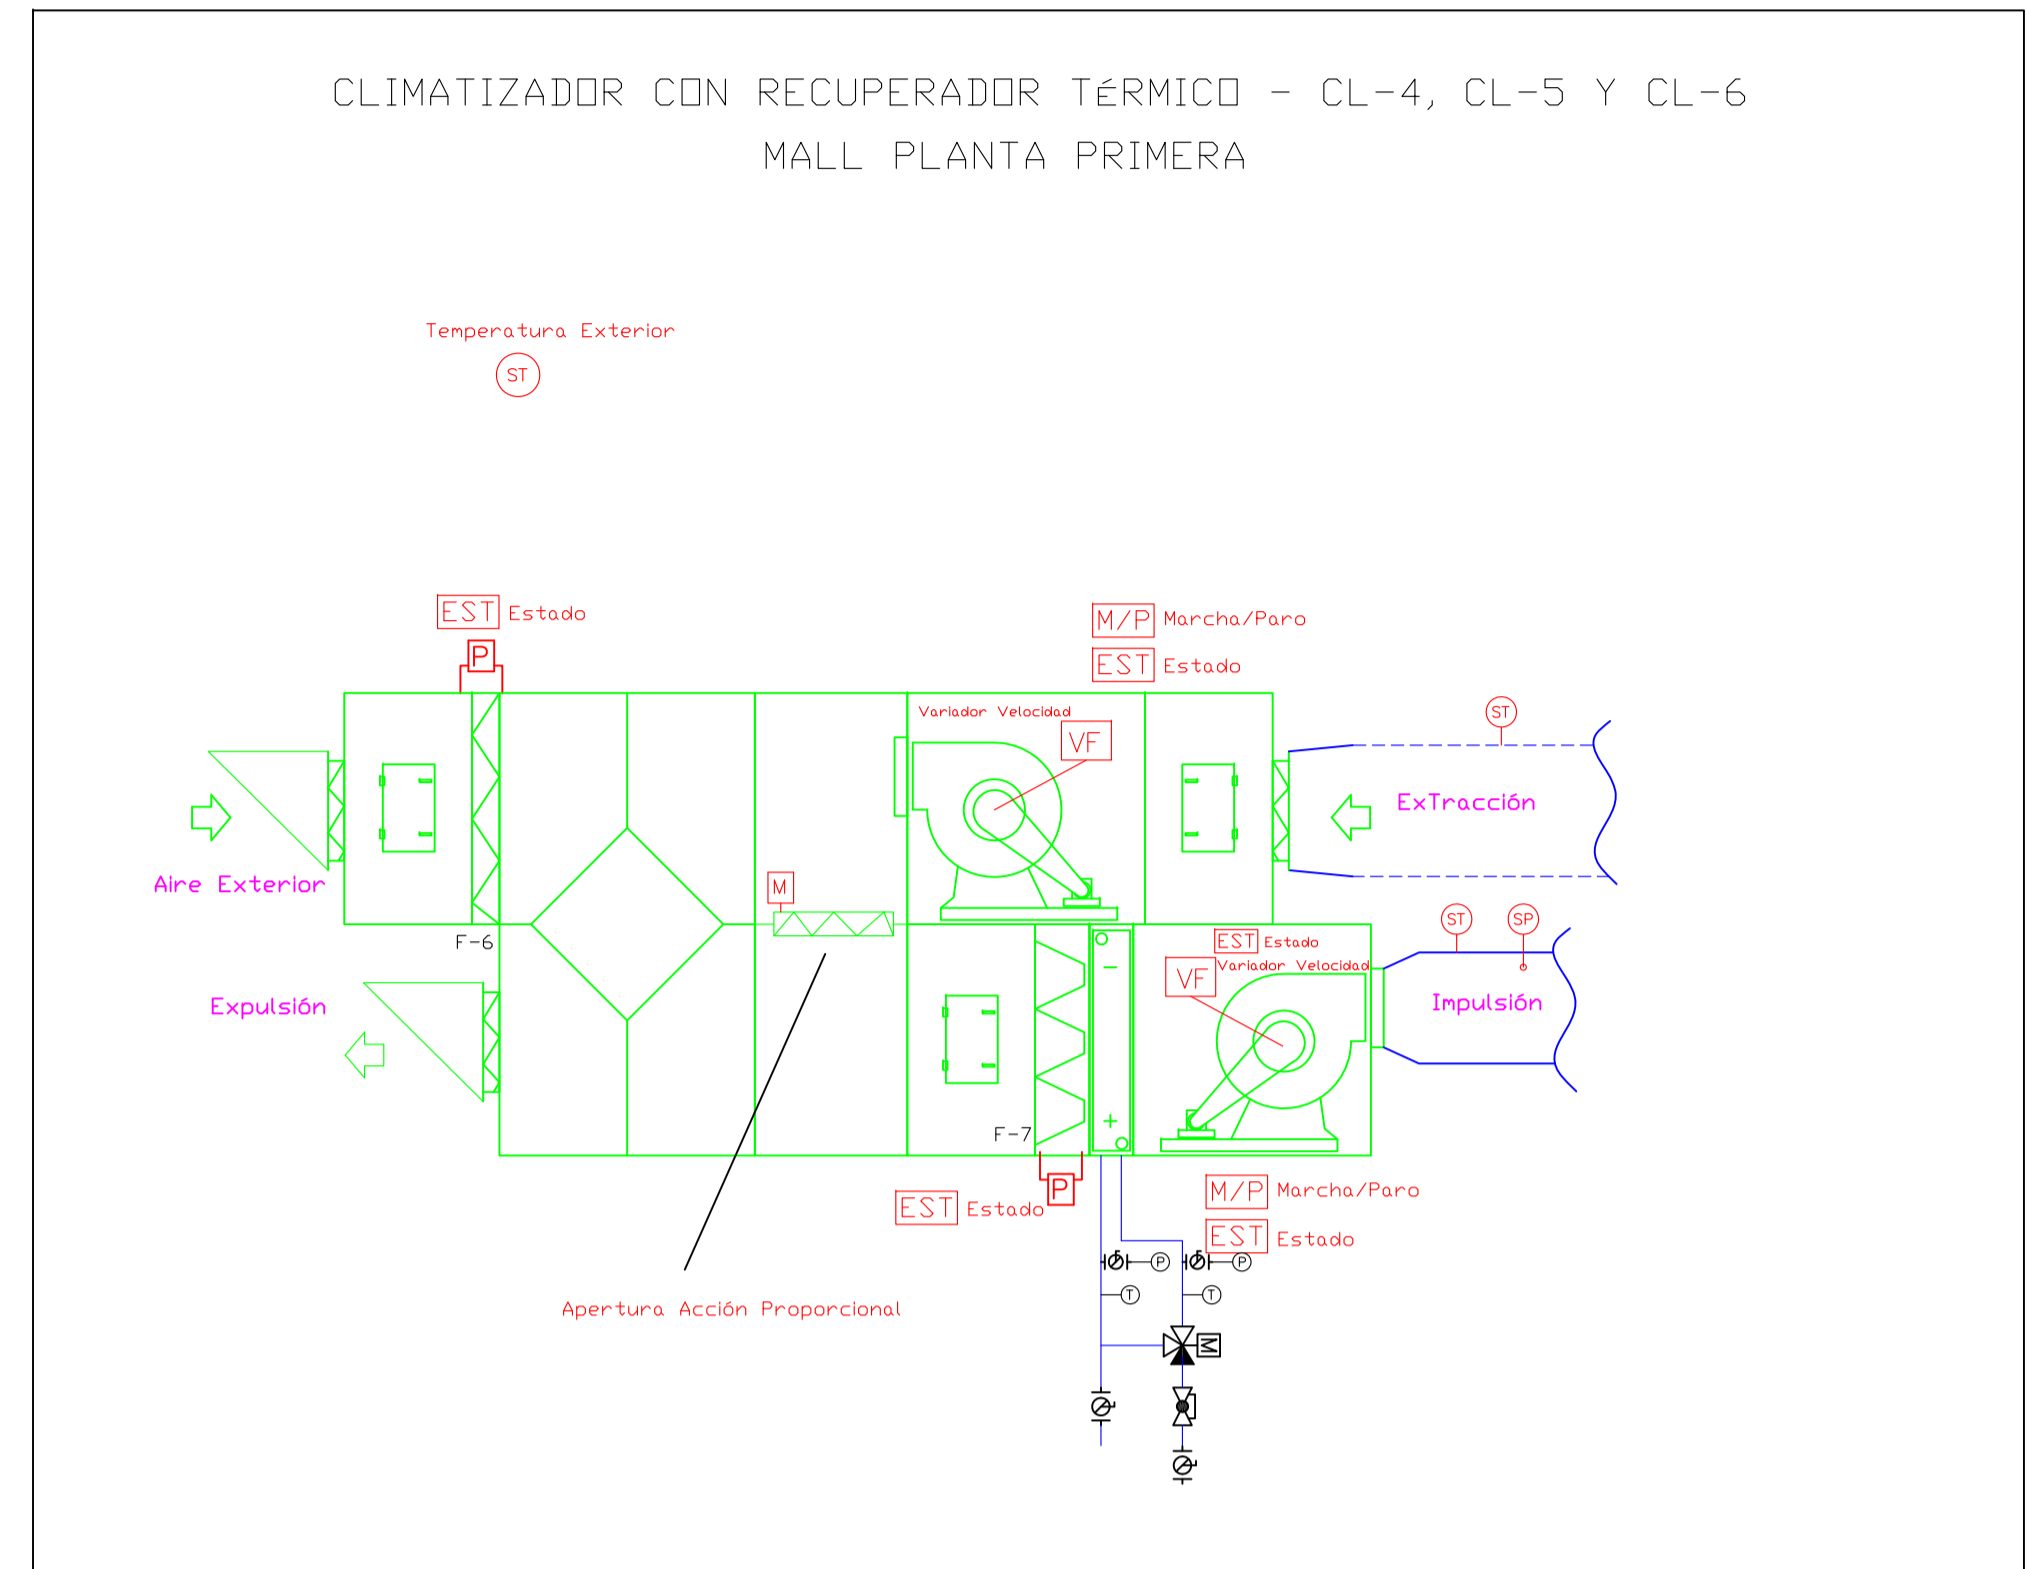 CLIMATIZADOR CON RECUPERADOR TéRMICO - CL-4, CL-5 Y CL-6
MALL PLANTA PRIMERA
Temperatura Exterior
ST
EST Estado
P
M/P Marcha/Paro
EST Estado
Variador Velocidad
VF
ST
ExTracción
Aire Exterior
M
F-6
ST
SP
EST Estado
Variador Velocidad
VF
Expulsión
Impulsión
-
+
F-7
P
EST Estado
M/P Marcha/Paro
EST Estado
P
P
T
T
Apertura Acción Proporcional
M